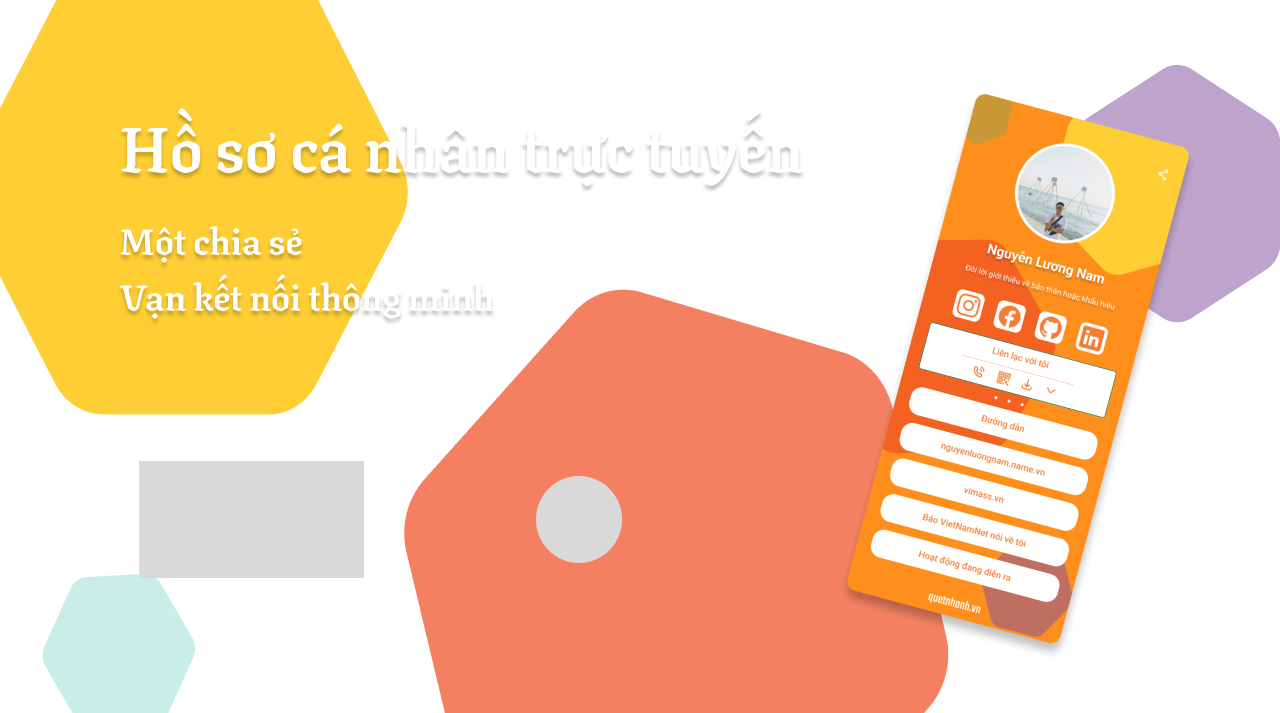 Hồ sơ cá nhân trực tuyến
Một chia sẻ
Vạn kết nối thông minh
Nguyễn Lương Nam
Đôi lời giới thiệu về bản thân hoặc khẩu hiệu
Liên lạc với tôi
Đường dẫn
nguyenluongnam.name.vn
vimass.vn
Báo VietNamNet nói về tôi
Hoạt động đang diễn ra
quetnhanh.vn